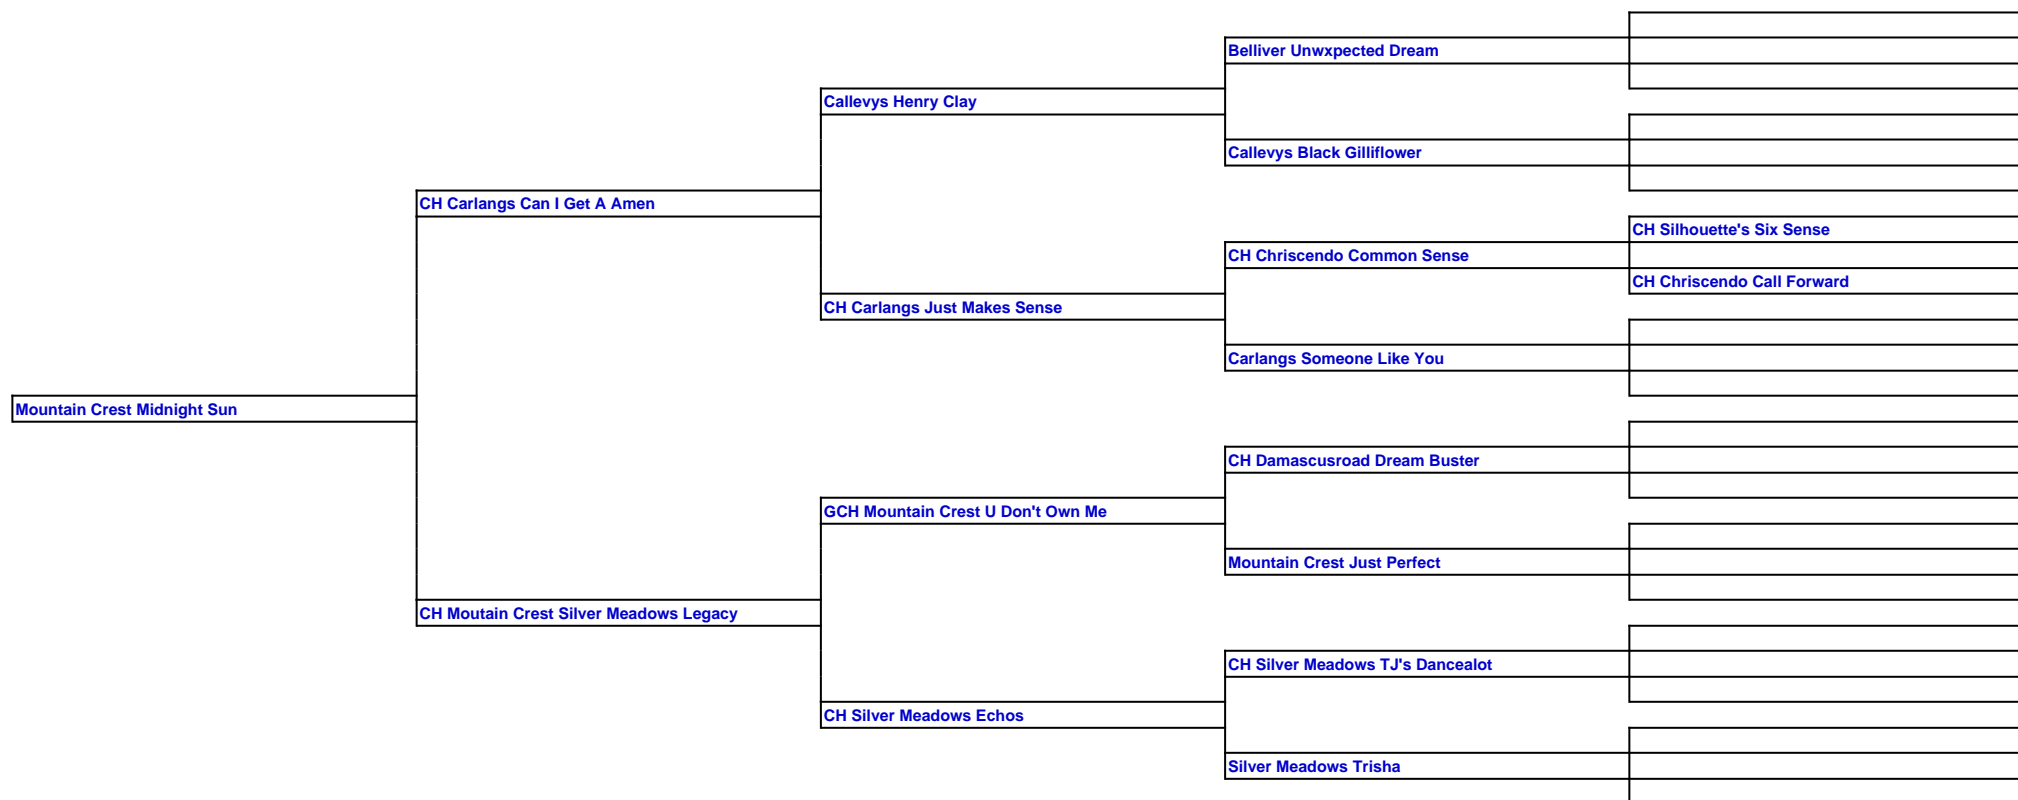 Belliver Unwxpected Dream
Callevys Henry Clay
Callevys Black Gilliflower
CH Carlangs Can I Get A Amen
CH Silhouette's Six Sense
CH Chriscendo Common Sense
CH Chriscendo Call Forward
CH Carlangs Just Makes Sense
Carlangs Someone Like You
Mountain Crest Midnight Sun
CH Damascusroad Dream Buster
GCH Mountain Crest U Don't Own Me
Mountain Crest Just Perfect
CH Moutain Crest Silver Meadows Legacy
CH Silver Meadows TJ's Dancealot
CH Silver Meadows Echos
Silver Meadows Trisha